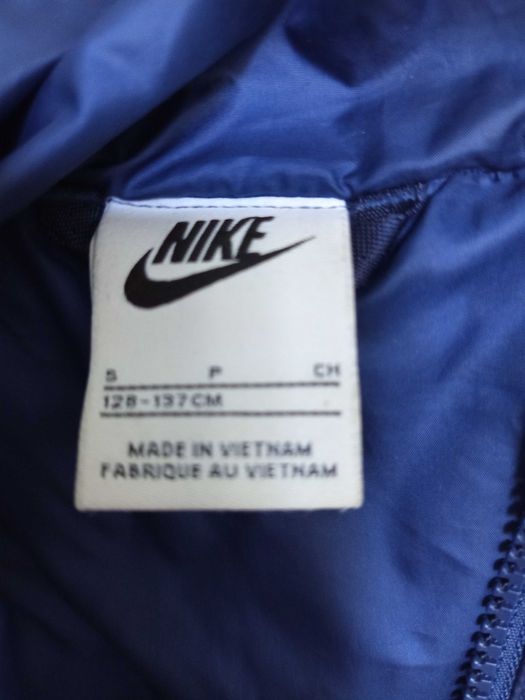 NIKE
S P CH
128-137CM
MADE IN VIETNAM
FABRIQUE AU VIETNAM